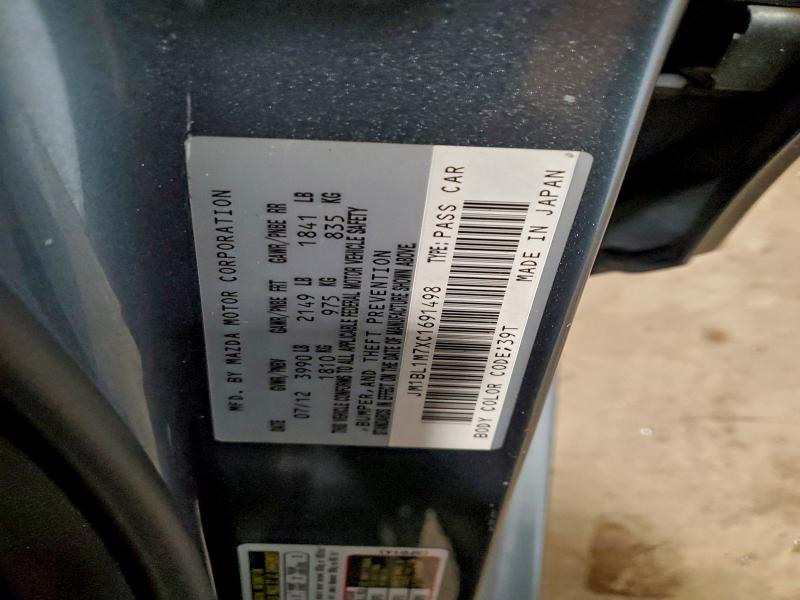 MFD. BY MAZDA MOTOR CORPORATION
DATE GVWR/PNBV GAWR/PNBE FRT GAWR/PNBE RR
07/12 3990 LB 2149 LB 1841 LB
1810 KG 975 KG 835 KG
THIS VEHICLE CONFORMS TO ALL APPLICABLE FEDERAL MOTOR VEHICLE SAFETY
,BUMPER,AND THEFT PREVENTION
STANDARDS IN EFFECT ON THE DATE OF MANUFACTURE SHOWN ABOVE
JM1BL1M7XC1691498 TYPE: PASS CAR
BODY COLOR CODE:39T MADE IN JAPAN